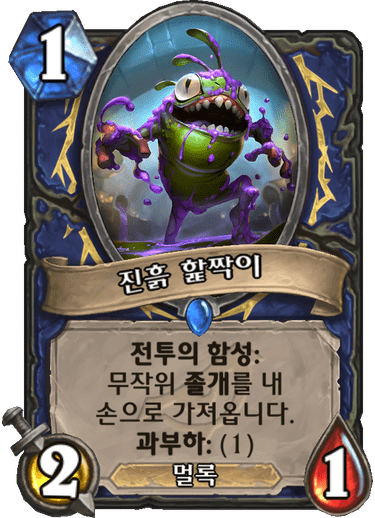 1
진흙 핥짝이
전투의 함성:
무작위 졸개를 내
손으로 가져옵니다.
과부하: (1)
2
멀록
1